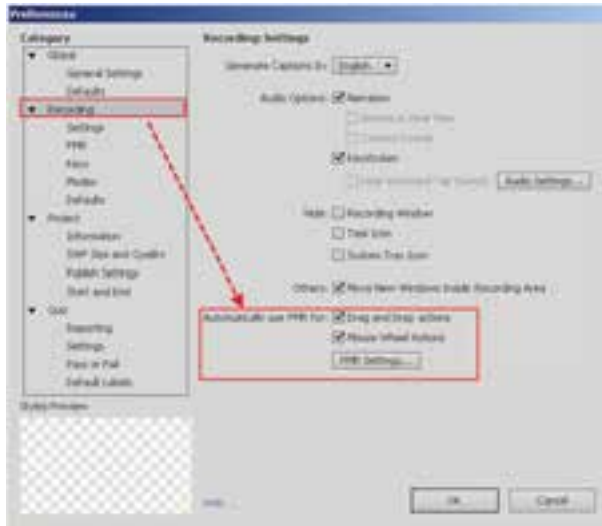 Preferences
Category
Global
General Settings
Defaults
Recording
Settings
FMR
Keys
Modes
Defaults
Project
Information
SWF Size and Quality
Publish Settings
Start and End
Quiz
Reporting
Settings
Pass or Fail
Default Labels
Recording: Settings
Generate Captions In: English
Audio Options: Narration
Keystrokes
Audio Settings...
Hide: Recording Window
Task Icon
System Tray Icon
Others: Move New Windows Inside Recording Area
Automatically use FMR for: Drag and Drop actions
Mouse Wheel Actions
FMR Settings...
OK
Cancel